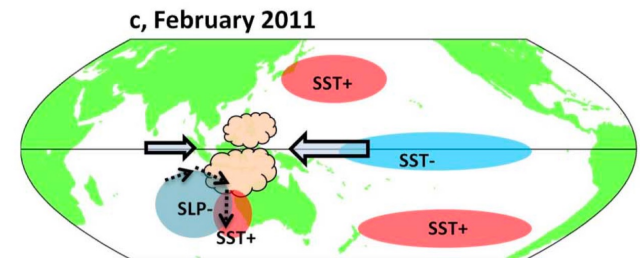 c, February 2011
SST+
SST-
SLP-
SST+
SST+